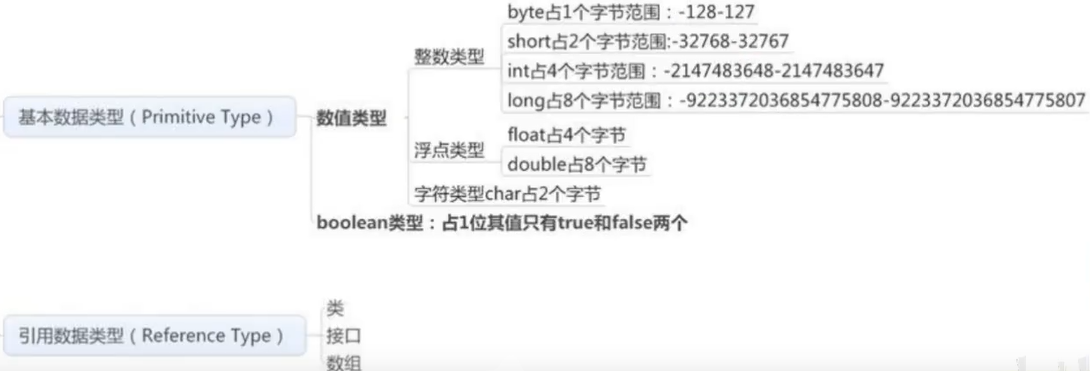 byte占1个字节范围：-128-127
short占2个字节范围:-32768-32767
整数类型
int占4个字节范围：-2147483648-2147483647
long占8个字节范围：-9223372036854775808-9223372036854775807
基本数据类型（Primitive Type）
数值类型
float占4个字节
浮点类型
double占8个字节
字符类型char占2个字节
boolean类型：占1位其值只有true和false两个
类
引用数据类型（Reference Type）
接口
数组